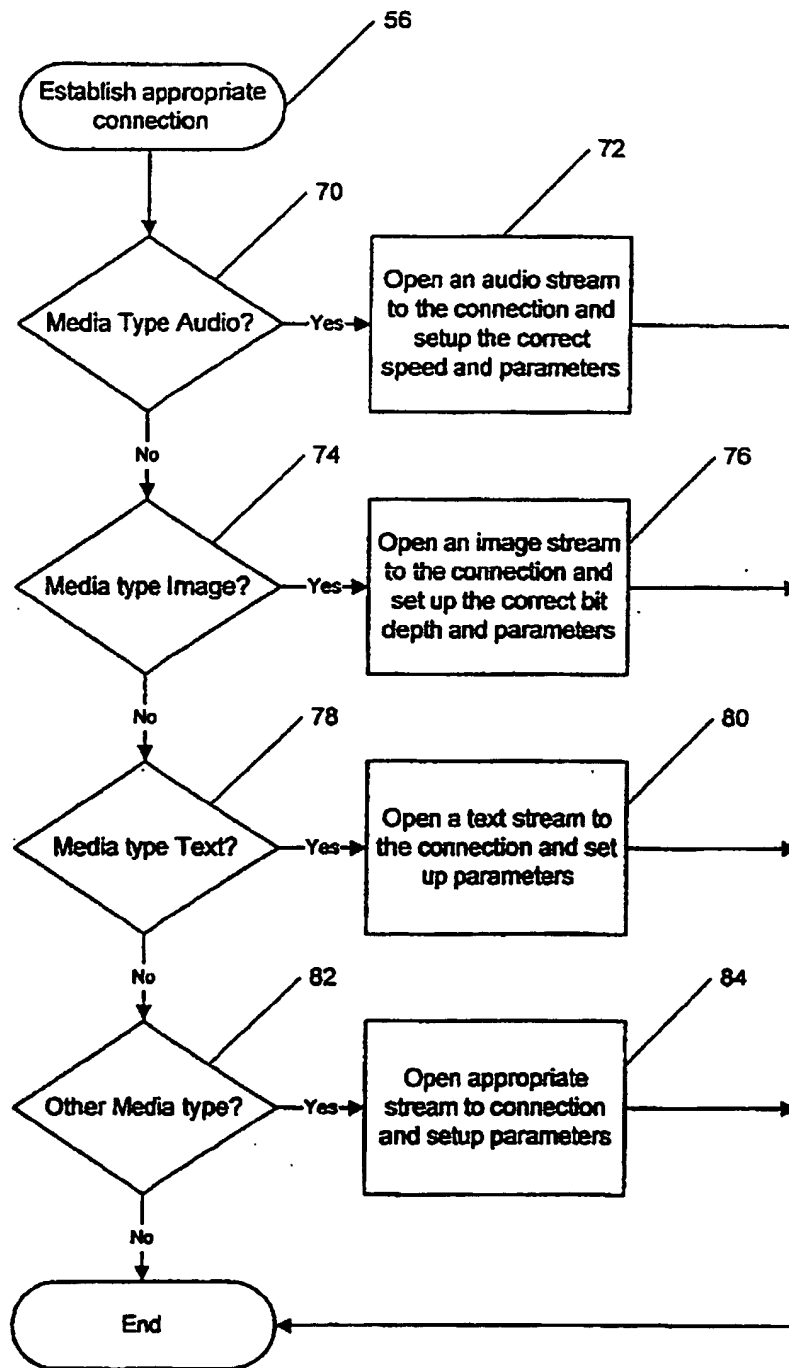 56
Establish appropriate
connection
70
72
Media Type Audio?
Yes
Open an audio stream
to the connection and
setup the correct
speed and parameters
No
74
76
Media type Image?
Yes
Open an image stream
to the connection and
set up the correct bit
depth and parameters
No
78
80
Media type Text?
Yes
Open a text stream to
the connection and set
up parameters
No
82
84
Other Media type?
Yes
Open appropriate
stream to connection
and setup parameters
No
End